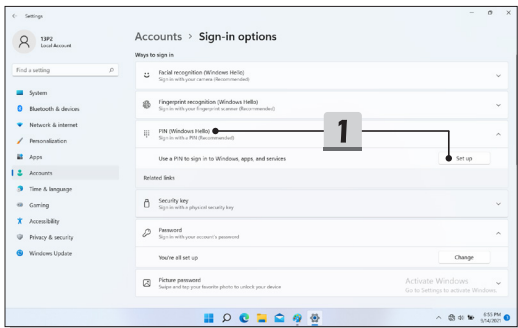 Settings
13P2
Local Account
Find a setting
System
Bluetooth & devices
Network & internet
Personalization
Apps
Accounts
Time & language
Gaming
Accessibility
Privacy & security
Windows Update
Accounts > Sign-in options
Ways to sign in
Facial recognition (Windows Hello)
Sign in with your camera (Recommended)
Fingerprint recognition (Windows Hello)
Sign in with your fingerprint scanner (Recommended)
PIN (Windows Hello)
Sign in with a PIN (Recommended)
1
Use a PIN to sign in to Windows, apps, and services
Set up
Related links
Security key
Sign in with a physical security key
Password
Sign in with your account's password
You're all set up
Change
Picture password
Swipe and tap your favorite photo to unlock your device
Activate Windows
Go to Settings to activate Windows.
6:55 PM
9/14/2021